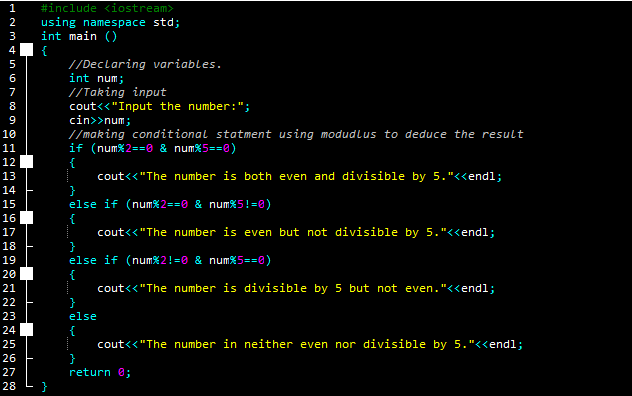 1 #include <iostream>
2 using namespace std;
3 int main ()
4 {
5 //Declaring variables.
6 int num;
7 //Taking input
8 cout<<"Input the number:";
9 cin>>num;
10 //making conditional statment using modudlus to deduce the result
11 if (num%2==0 & num%5==0)
12 {
13 cout<<"The number is both even and divisible by 5."<<endl;
14 }
15 else if (num%2==0 & num%5!=0)
16 {
17 cout<<"The number is even but not divisible by 5."<<endl;
18 }
19 else if (num%2!=0 & num%5==0)
20 {
21 cout<<"The number is divisible by 5 but not even."<<endl;
22 }
23 else
24 {
25 cout<<"The number in neither even nor divisible by 5."<<endl;
26 }
27 return 0;
28 }